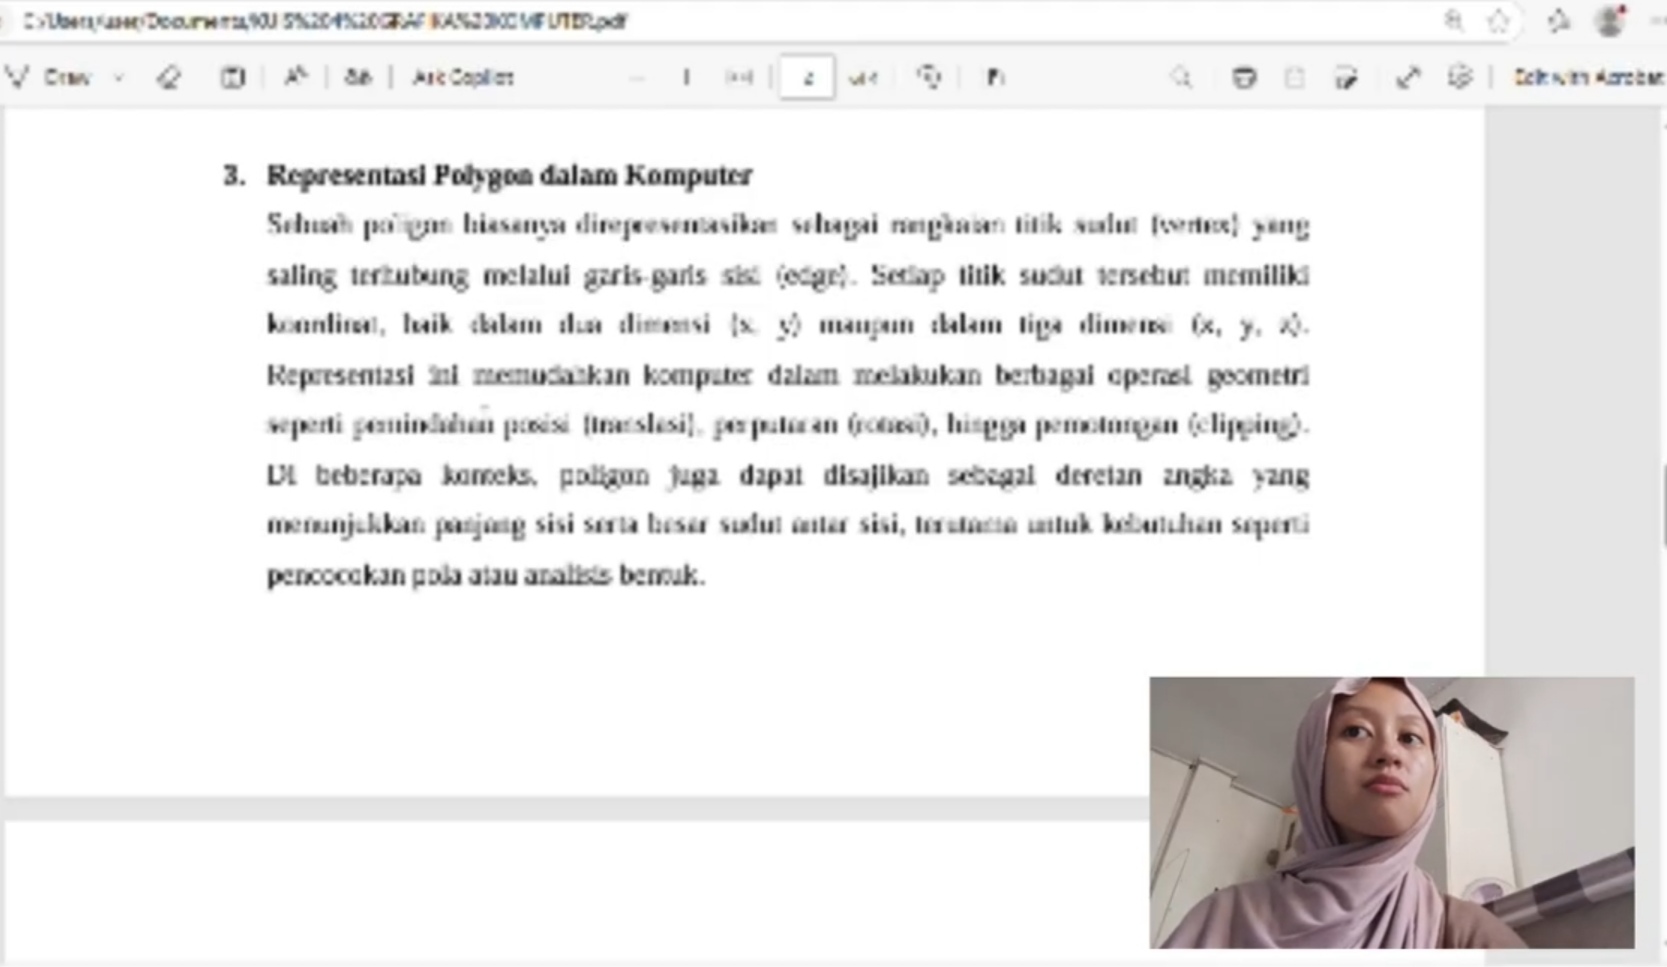 C:/Users/user/Documents/KUIS%204%20GRAFIKA%20KOMPUTER.pdf
Draw
Ask Copilot
2
of 4
Edit with Acrobat
3. Representasi Polygon dalam Komputer
Sebuah poligon biasanya direpresentasikan sebagai rangkaian titik sudut (vertex) yang
saling terhubung melalui garis-garis sisi (edge). Setiap titik sudut tersebut memiliki
koordinat, baik dalam dua dimensi (x, y) maupun dalam tiga dimensi (x, y, z).
Representasi ini memudahkan komputer dalam melakukan berbagai operasi geometri
seperti pemindahan posisi (translasi), perputaran (rotasi), hingga pemotongan (clipping).
Di beberapa konteks, poligon juga dapat disajikan sebagai deretan angka yang
menunjukkan panjang sisi serta besar sudut antar sisi, terutama untuk kebutuhan seperti
pencocokan pola atau analisis bentuk.